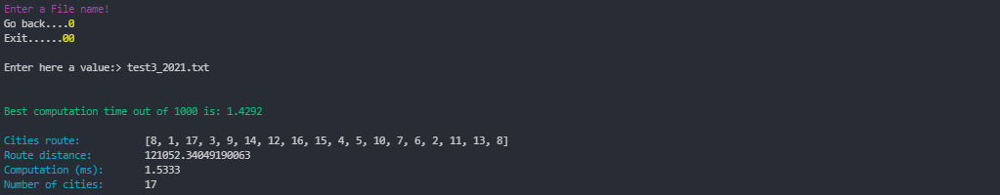 Enter a File name!
Go back....0
Exit......00
Enter here a value:> test3_2021.txt
Best computation time out of 1000 is: 1.4292
Cities route: [8, 1, 17, 3, 9, 14, 12, 16, 15, 4, 5, 10, 7, 6, 2, 11, 13, 8]
Route distance: 121052.34049190063
Computation (ms): 1.5333
Number of cities: 17